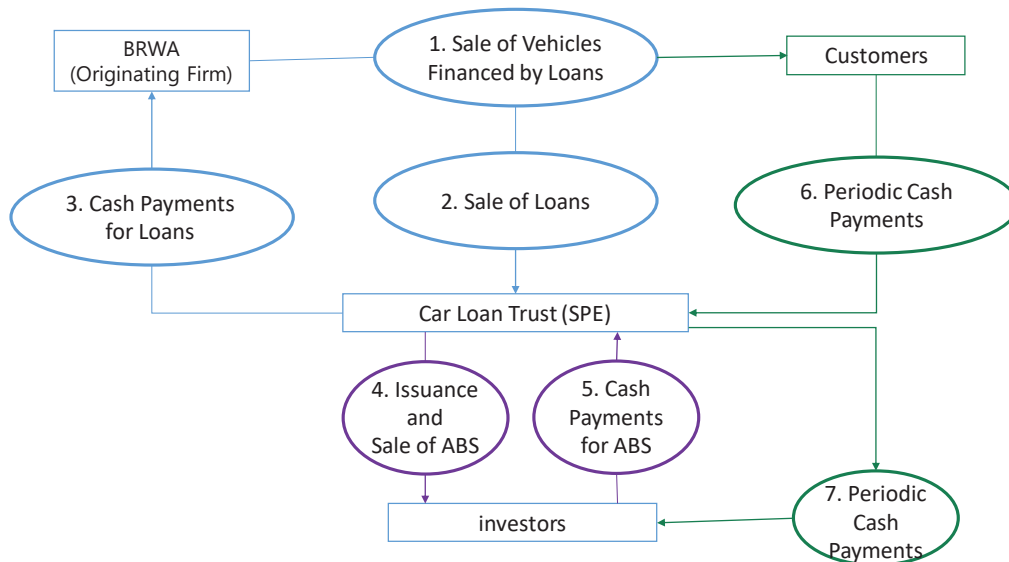 BRWA
(Originating Firm)
1. Sale of Vehicles
Financed by Loans
Customers
3. Cash Payments
for Loans
2. Sale of Loans
6. Periodic Cash
Payments
Car Loan Trust (SPE)
4. Issuance
and
Sale of ABS
5. Cash
Payments
for ABS
investors
7. Periodic
Cash
Payments